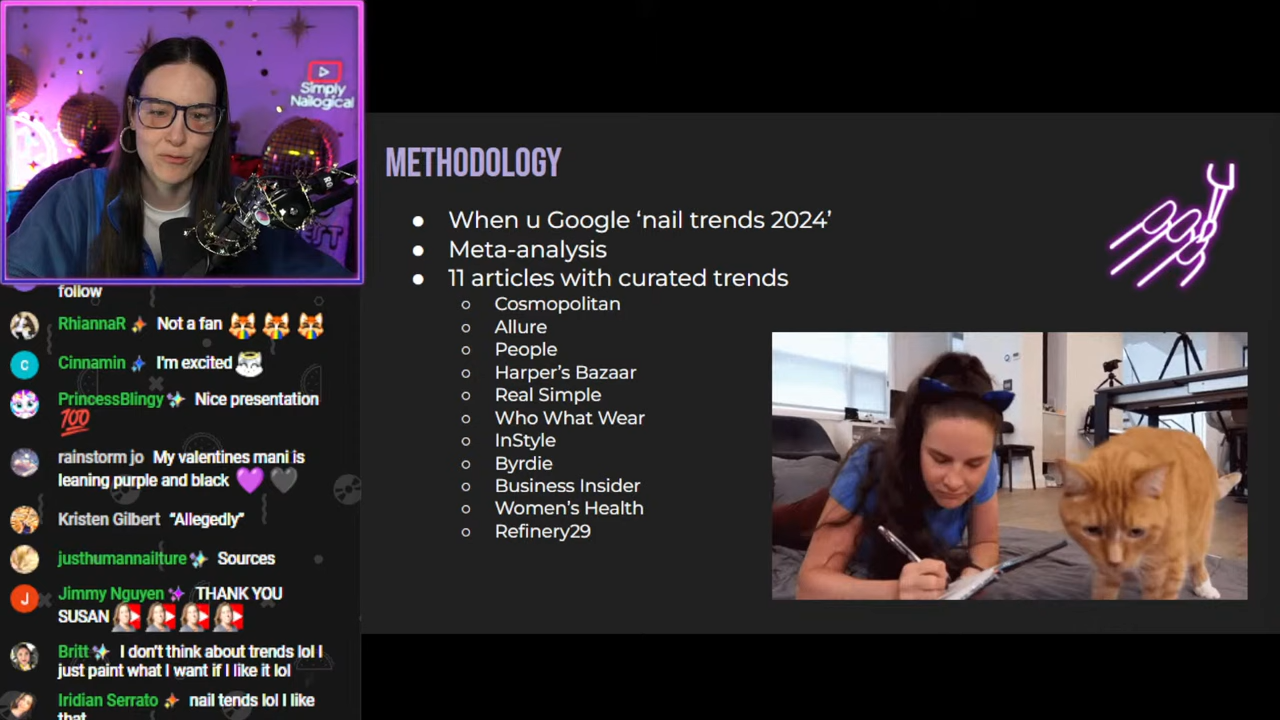 Simply
Nailogical
follow
RhiannaR Not a fan
Cinnamin I'm excited
PrincessBlingy Nice presentation
100
rainstorm jo My valentines mani is
leaning purple and black
Kristen Gilbert “Allegedly”
justhumannailture Sources
Jimmy Nguyen THANK YOU
SUSAN
Britt I don't think about trends lol I
just paint what I want if I like it lol
Iridian Serrato nail tends lol I like
that
METHODOLOGY
● When u Google ‘nail trends 2024’
● Meta-analysis
● 11 articles with curated trends
○ Cosmopolitan
○ Allure
○ People
○ Harper’s Bazaar
○ Real Simple
○ Who What Wear
○ InStyle
○ Byrdie
○ Business Insider
○ Women’s Health
○ Refinery29